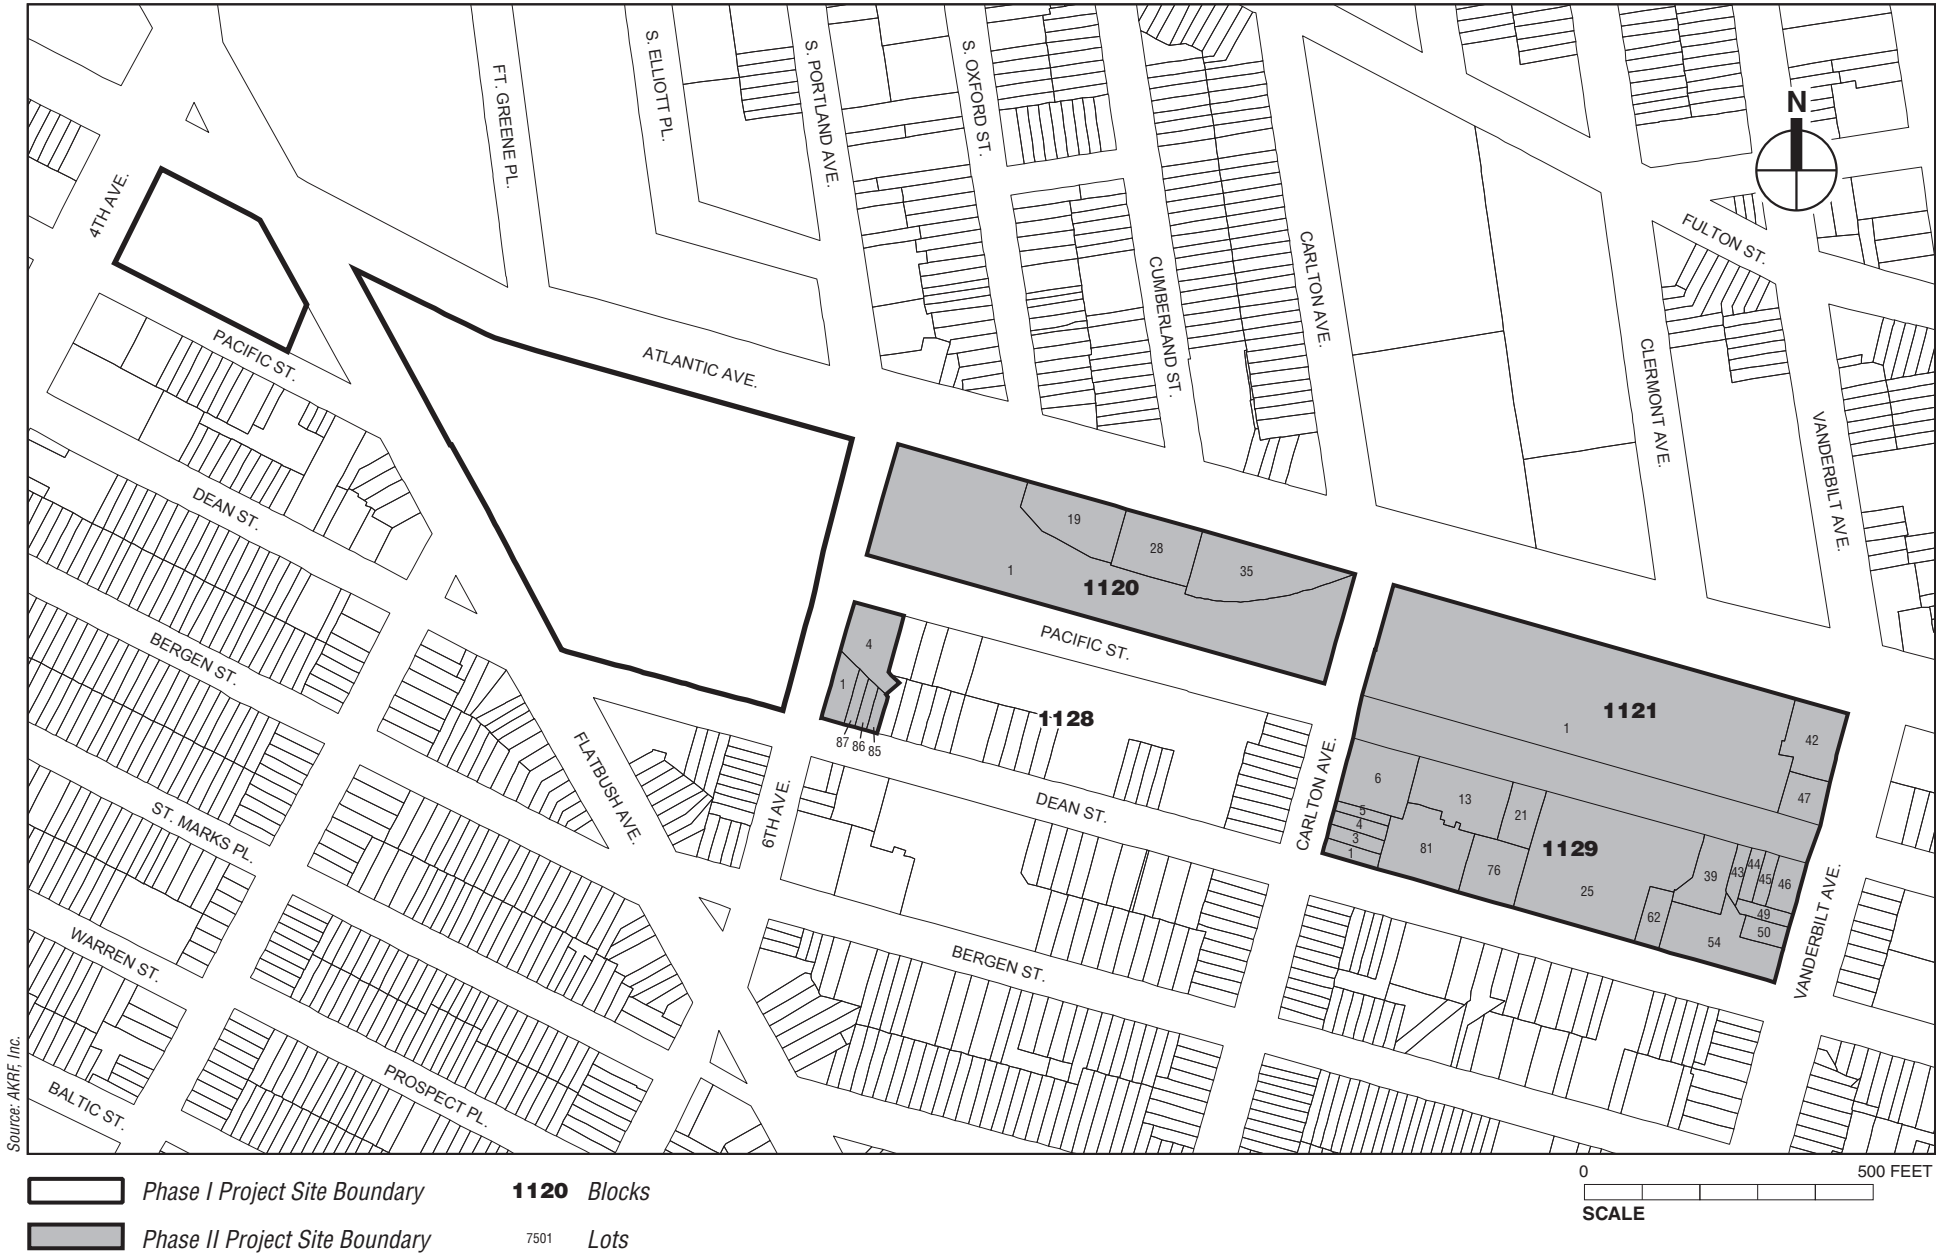 FT. GREENE PL.
S. ELLIOTT PL.
S. PORTLAND AVE.
S. OXFORD ST.
N
4TH AVE.
FULTON ST.
CARLTON AVE.
CUMBERLAND ST.
PACIFIC ST.
ATLANTIC AVE.
CLERMONT AVE.
VANDERBILT AVE.
DEAN ST.
19
28
35
1
1120
BERGEN ST.
PACIFIC ST.
4
1
87
86
85
1128
1121
1
42
47
FLATBUSH AVE.
6TH AVE.
DEAN ST.
CARLTON AVE.
6
5
4
3
1
13
21
81
76
1129
25
39
43
44
45
46
49
50
62
54
ST. MARKS PL.
WARREN ST.
BERGEN ST.
VANDERBILT AVE.
BALTIC ST.
PROSPECT PL.
Source: AKRF, Inc.
Phase I Project Site Boundary
1120 Blocks
Phase II Project Site Boundary
7501 Lots
0 500 FEET
SCALE